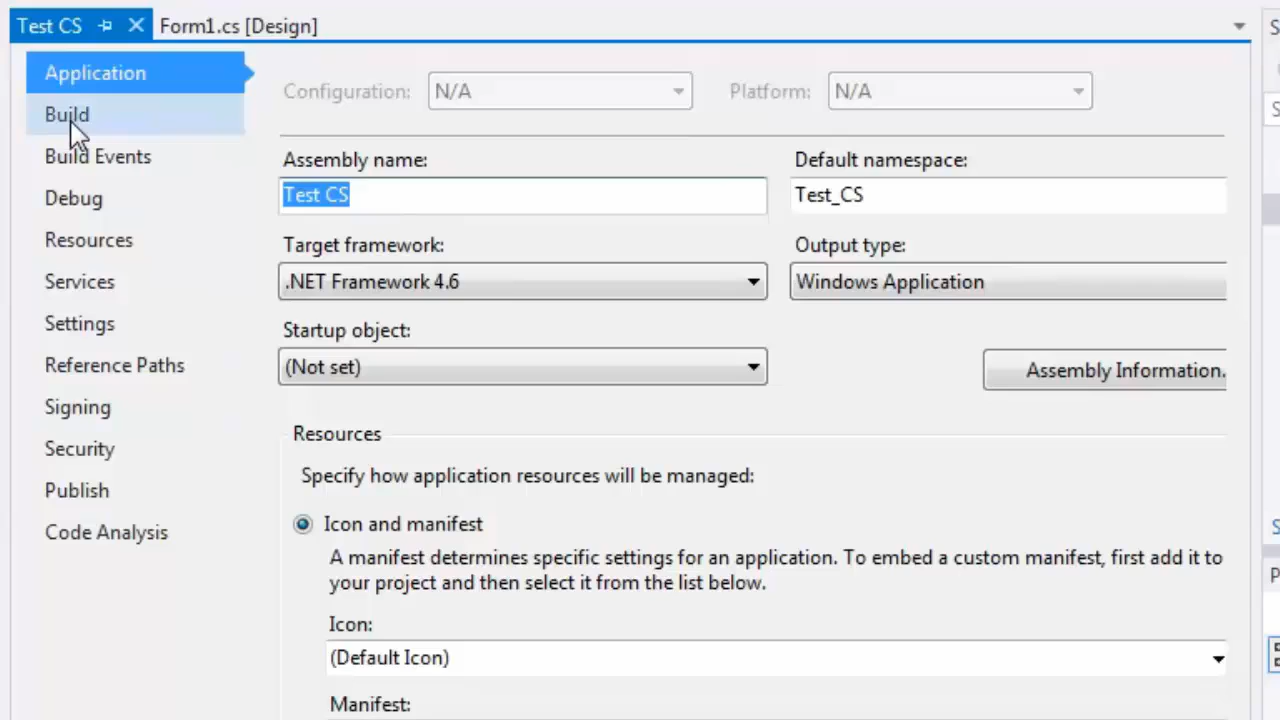 Test CS Form1.cs [Design]
Application
Build
Build Events
Debug
Resources
Services
Settings
Reference Paths
Signing
Security
Publish
Code Analysis
Configuration: N/A Platform: N/A
Assembly name: Default namespace:
Test CS Test_CS
Target framework: Output type:
.NET Framework 4.6 Windows Application
Startup object:
(Not set) Assembly Information.
Resources
Specify how application resources will be managed:
Icon and manifest
A manifest determines specific settings for an application. To embed a custom manifest, first add it to
your project and then select it from the list below.
Icon:
(Default Icon)
Manifest: